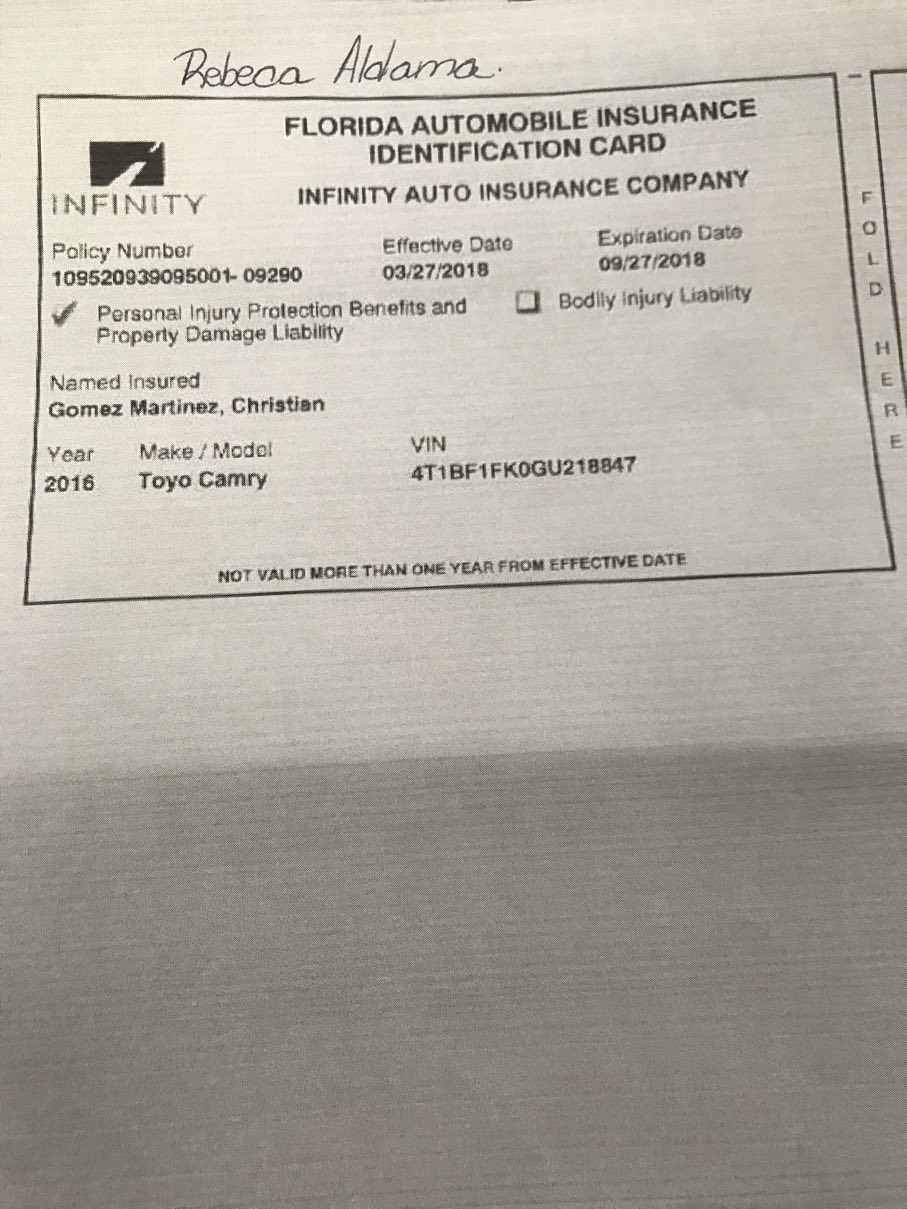 Rebeca Aldama.
FLORIDA AUTOMOBILE INSURANCE
IDENTIFICATION CARD
INFINITY
INFINITY AUTO INSURANCE COMPANY
Policy Number Effective Date Expiration Date
109520939095001- 09290 03/27/2018 09/27/2018
Personal Injury Protection Benefits and Bodily Injury Liability
Property Damage Liability
Named Insured
Gomez Martinez, Christian
Year Make / Model VIN
2016 Toyo Camry 4T1BF1FK0GU218847
NOT VALID MORE THAN ONE YEAR FROM EFFECTIVE DATE
FOLD HERE